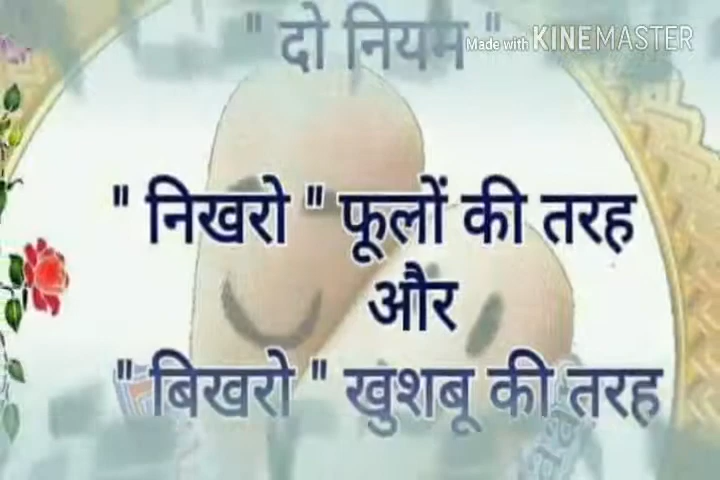 " दो नियम "
Made with KINEMASTER
" निखरो " फूलों की तरह
और
" बिखरो " खुशबू की तरह